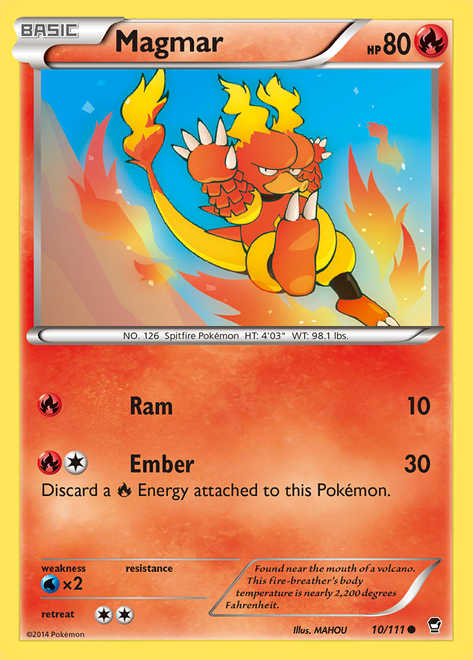 BASIC
Magmar
HP80
NO. 126 Spitfire Pokémon HT: 4'03" WT: 98.1 lbs.
Ram 10
Ember 30
Discard a Energy attached to this Pokémon.
weakness resistance
×2
retreat
Found near the mouth of a volcano.
This fire-breather's body
temperature is nearly 2,200 degrees
Fahrenheit.
©2014 Pokémon
Illus. MAHOU
10/111